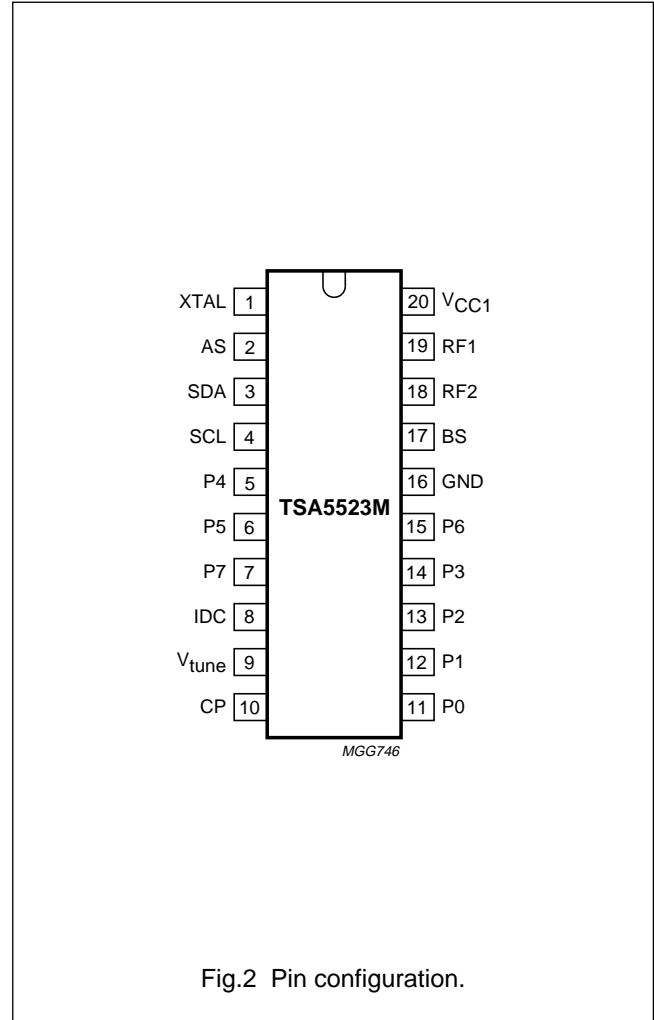 XTAL 1
AS 2
SDA 3
SCL 4
P4 5
P5 6
P7 7
IDC 8
Vtune 9
CP 10
TSA5523M
20 VCC1
19 RF1
18 RF2
17 BS
16 GND
15 P6
14 P3
13 P2
12 P1
11 P0
MGG746
Fig.2 Pin configuration.